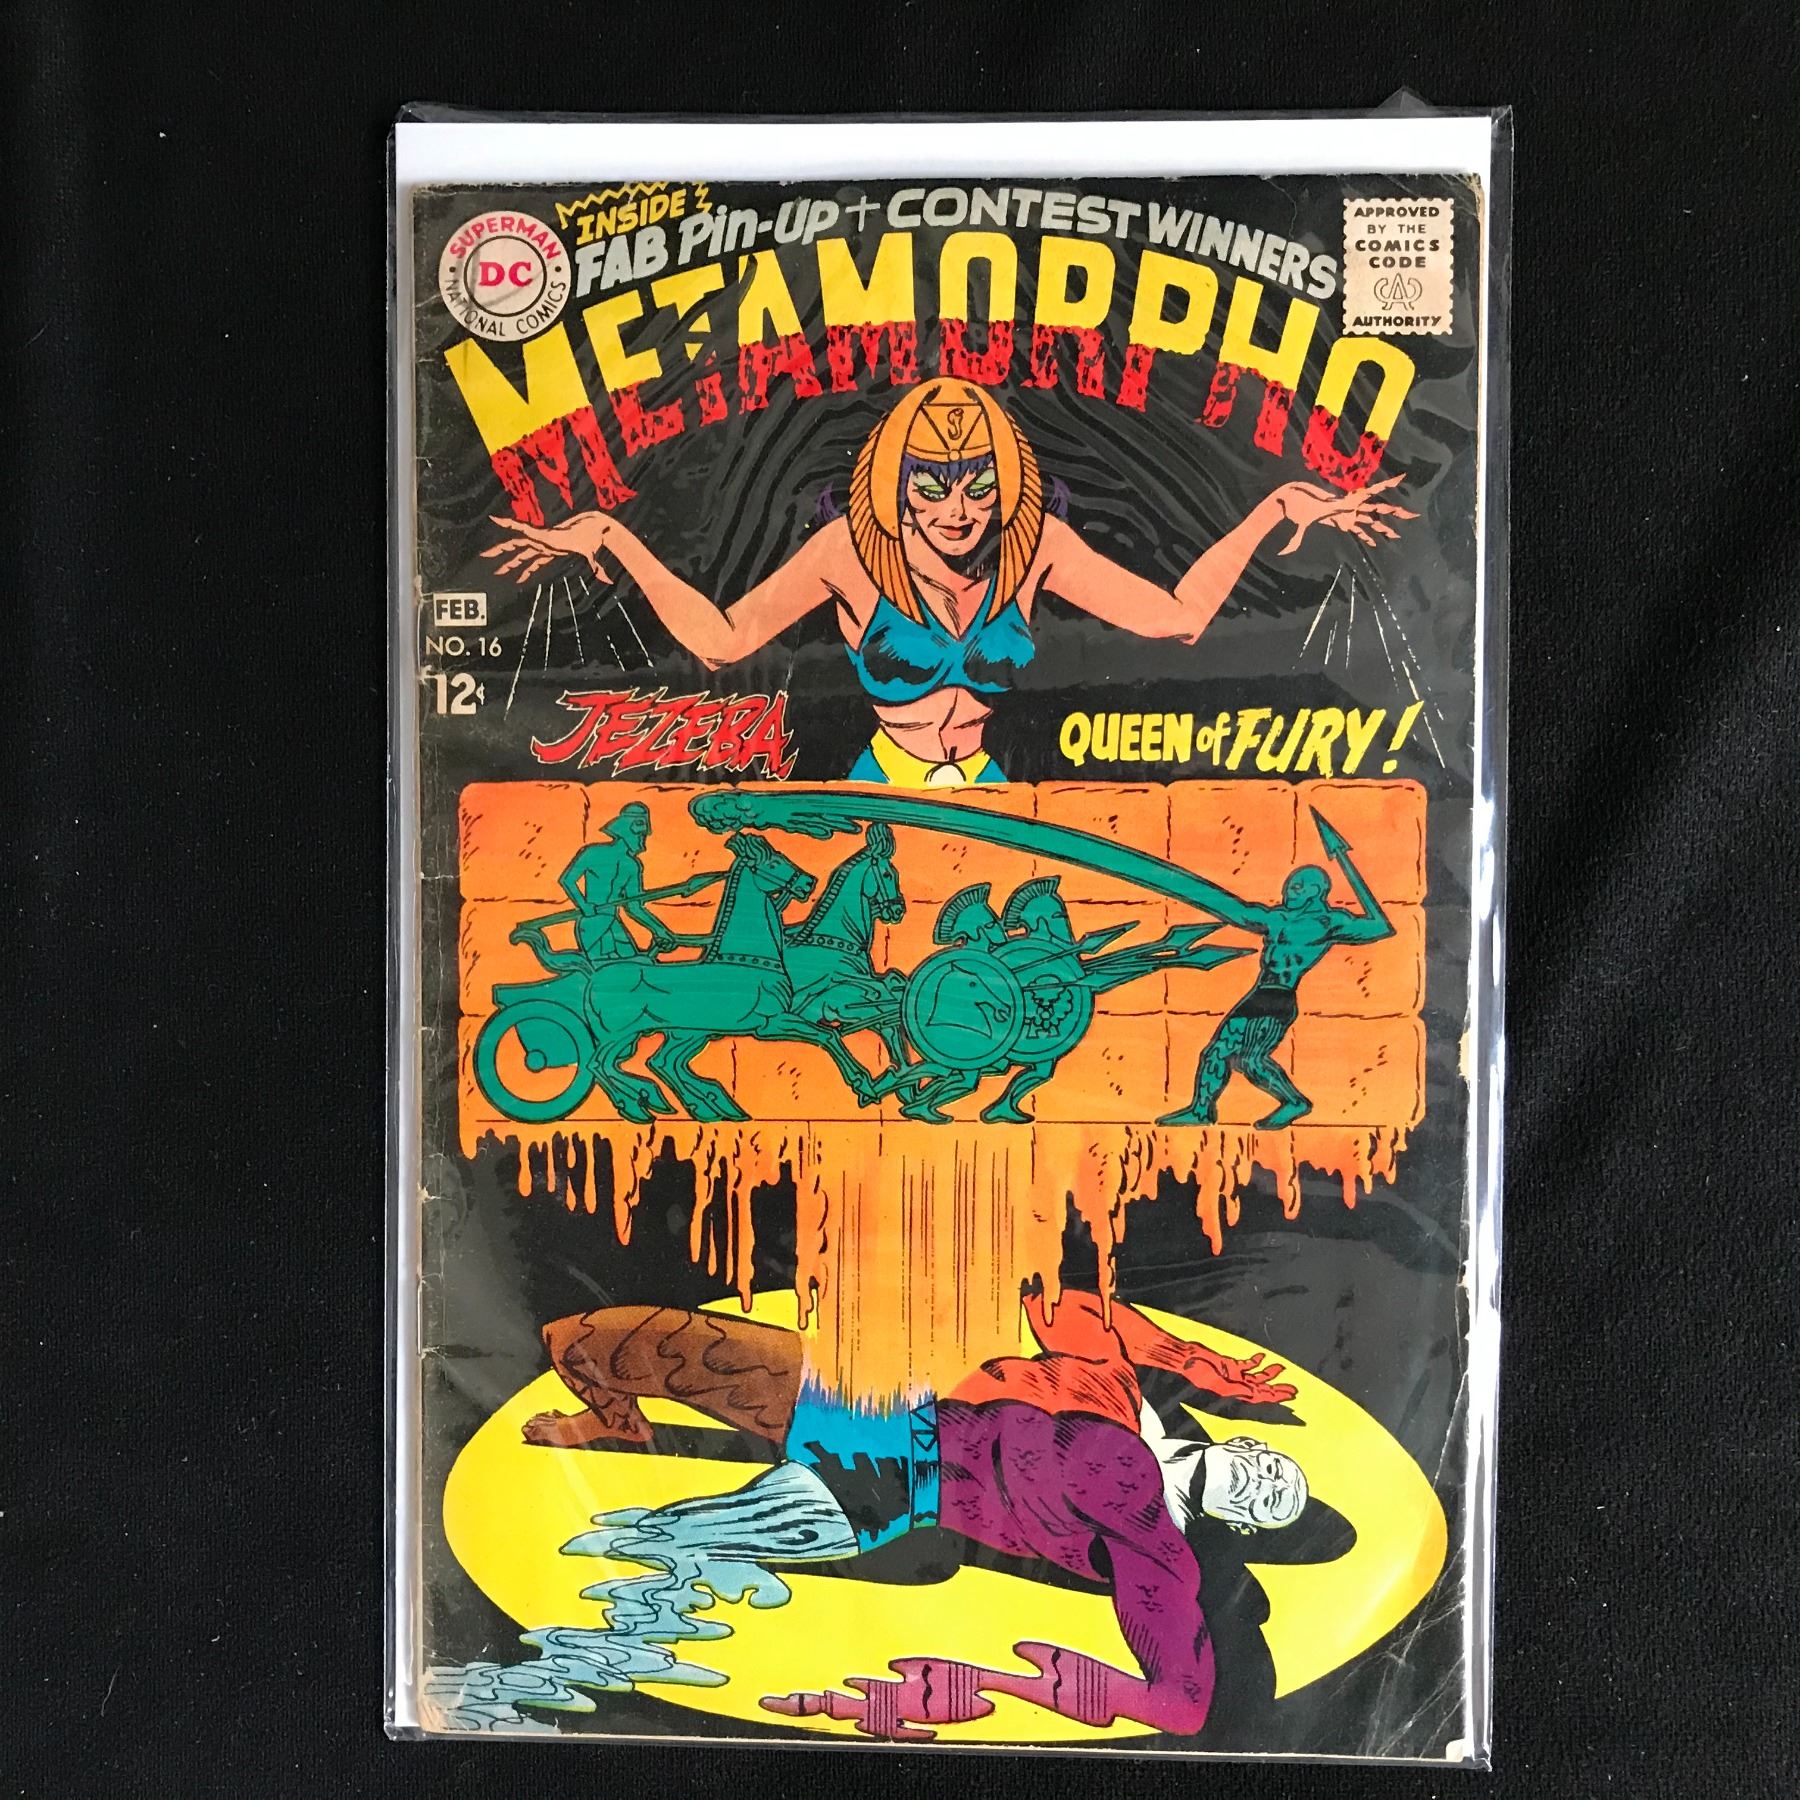 INSIDE
FAB Pin-Up + CONTEST WINNERS
SUPERMAN
DC
NATIONAL COMICS
APPROVED
BY THE
COMICS
CODE
AUTHORITY
METAMORPHO
FEB.
NO. 16
12¢
JEZEBA
QUEEN of FURY!